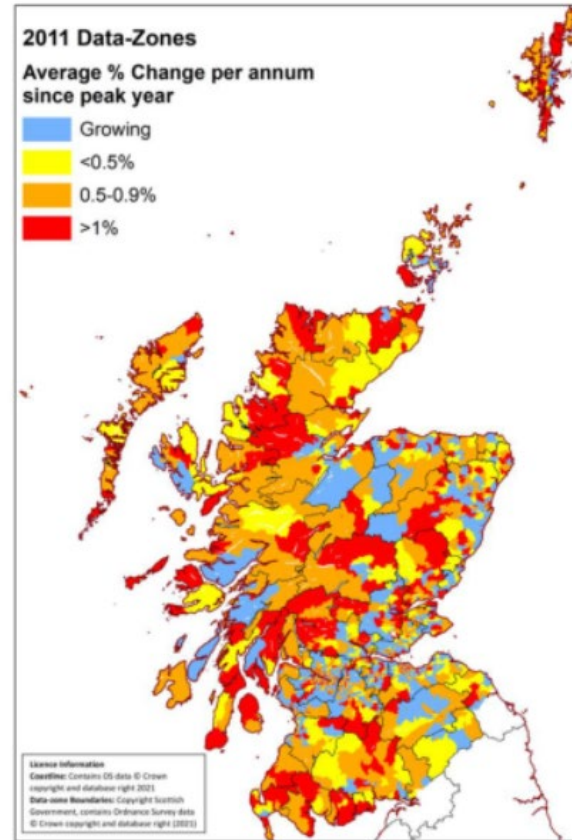 2011 Data-Zones
Average % Change per annum
since peak year
Growing
<0.5%
0.5-0.9%
>1%
Licence Information
Coastline: Contains OS data © Crown
copyright and database right 2021
Data-zone Boundaries: Copyright Scottish
Government, contains Ordnance Survey data
© Crown copyright and database right (2021)